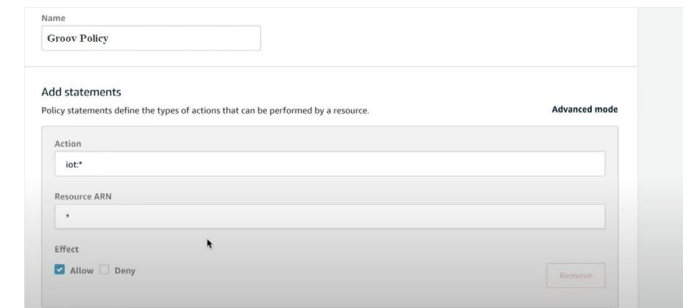 Name
Groov Policy
Add statements
Policy statements define the types of actions that can be performed by a resource.
Advanced mode
Action
iot:*
Resource ARN
*
Effect
Allow Deny
Remove